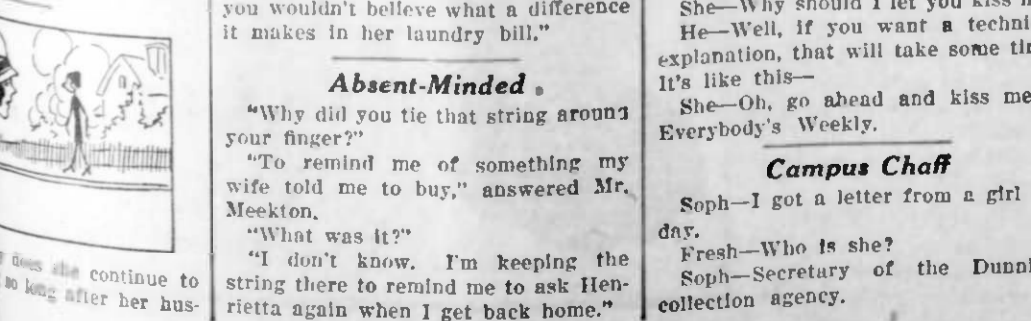 does she continue to
so long after her hus-
you wouldn't believe what a difference
it makes in her laundry bill."
Absent-Minded
"Why did you tie that string around
your finger?"
"To remind me of something my
wife told me to buy," answered Mr.
Meekton.
"What was it?"
"I don't know. I'm keeping the
string there to remind me to ask Hen-
rietta again when I get back home."
She—Why should I let you kiss
He—Well, if you want a techni
explanation, that will take some
It's like this—
She—Oh, go ahead and kiss me
Everybody's Weekly.
Campus Chaff
Soph—I got a letter from a girl
day.
Fresh—Who is she?
Soph—Secretary of the Dunn
collection agency.